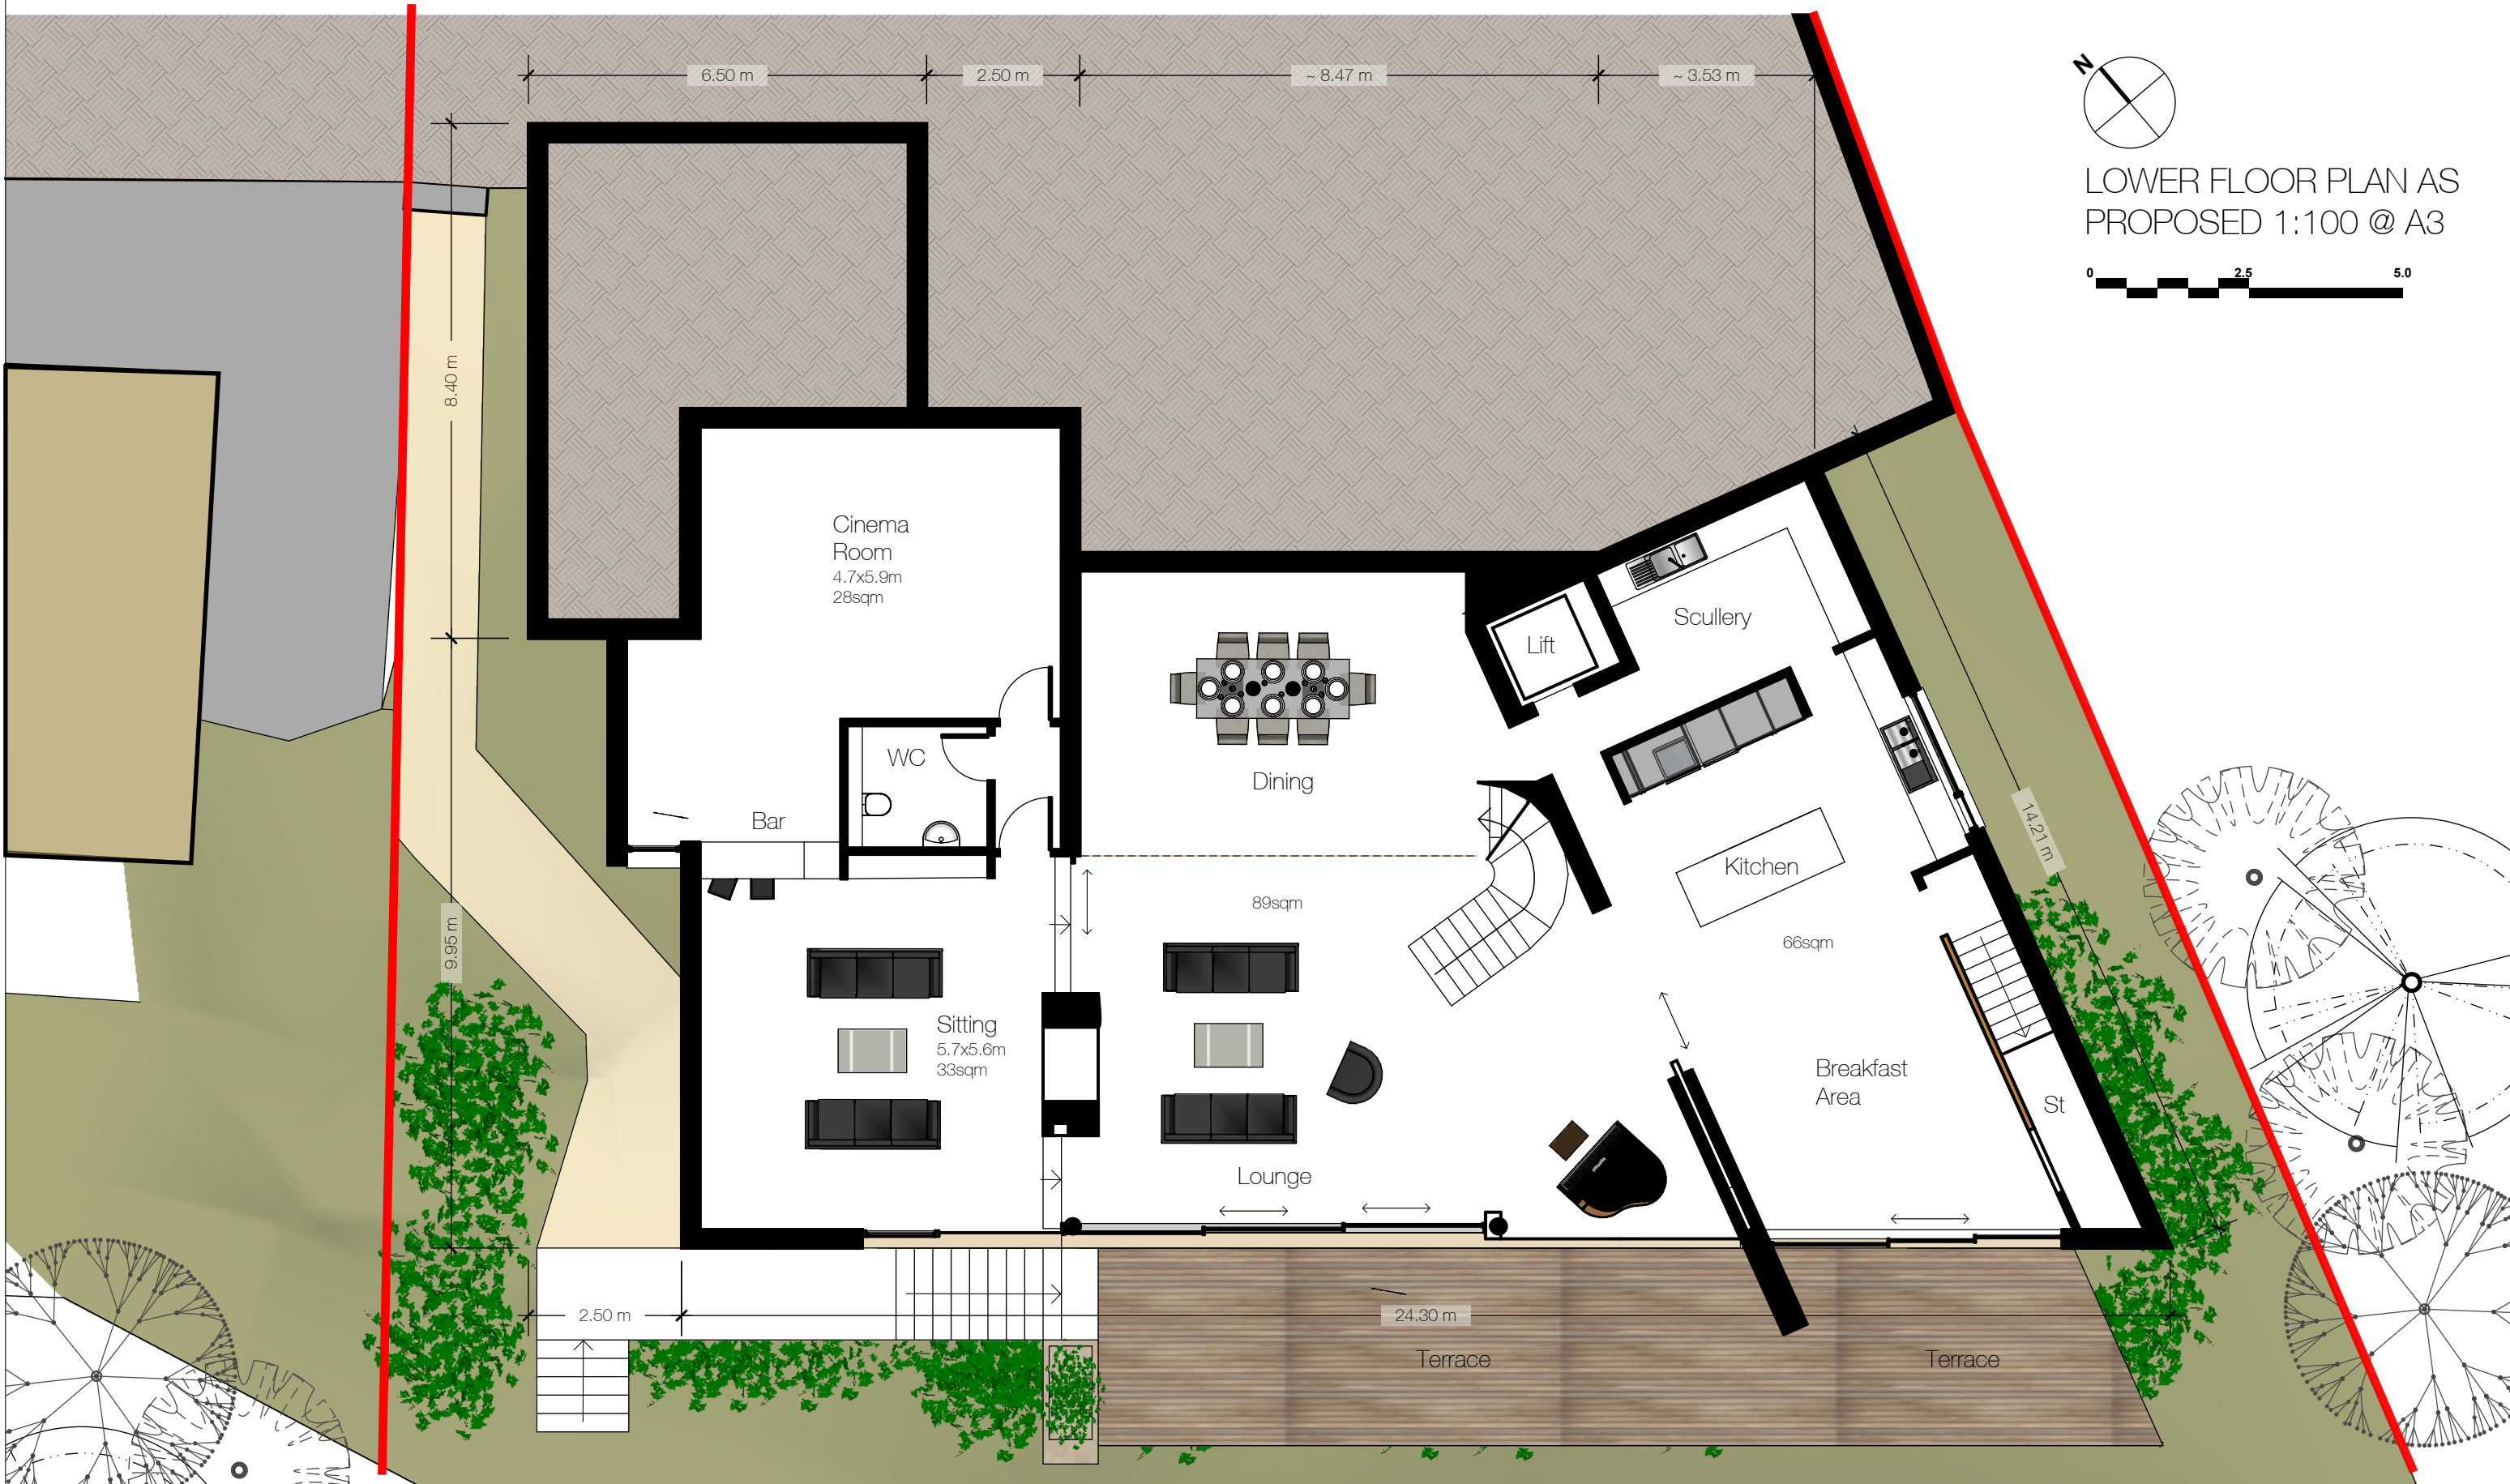 6.50 m
2.50 m
~ 8.47 m
~ 3.53 m
N
LOWER FLOOR PLAN AS
PROPOSED 1:100 @ A3
0
2.5
5.0
8.40 m
Cinema
Room
4.7x5.9m
28sqm
Scullery
Lift
WC
Dining
Bar
14.21 m
Kitchen
89sqm
66sqm
9.95 m
Sitting
5.7x5.6m
33sqm
Breakfast
Area
St
Lounge
2.50 m
24.30 m
Terrace
Terrace